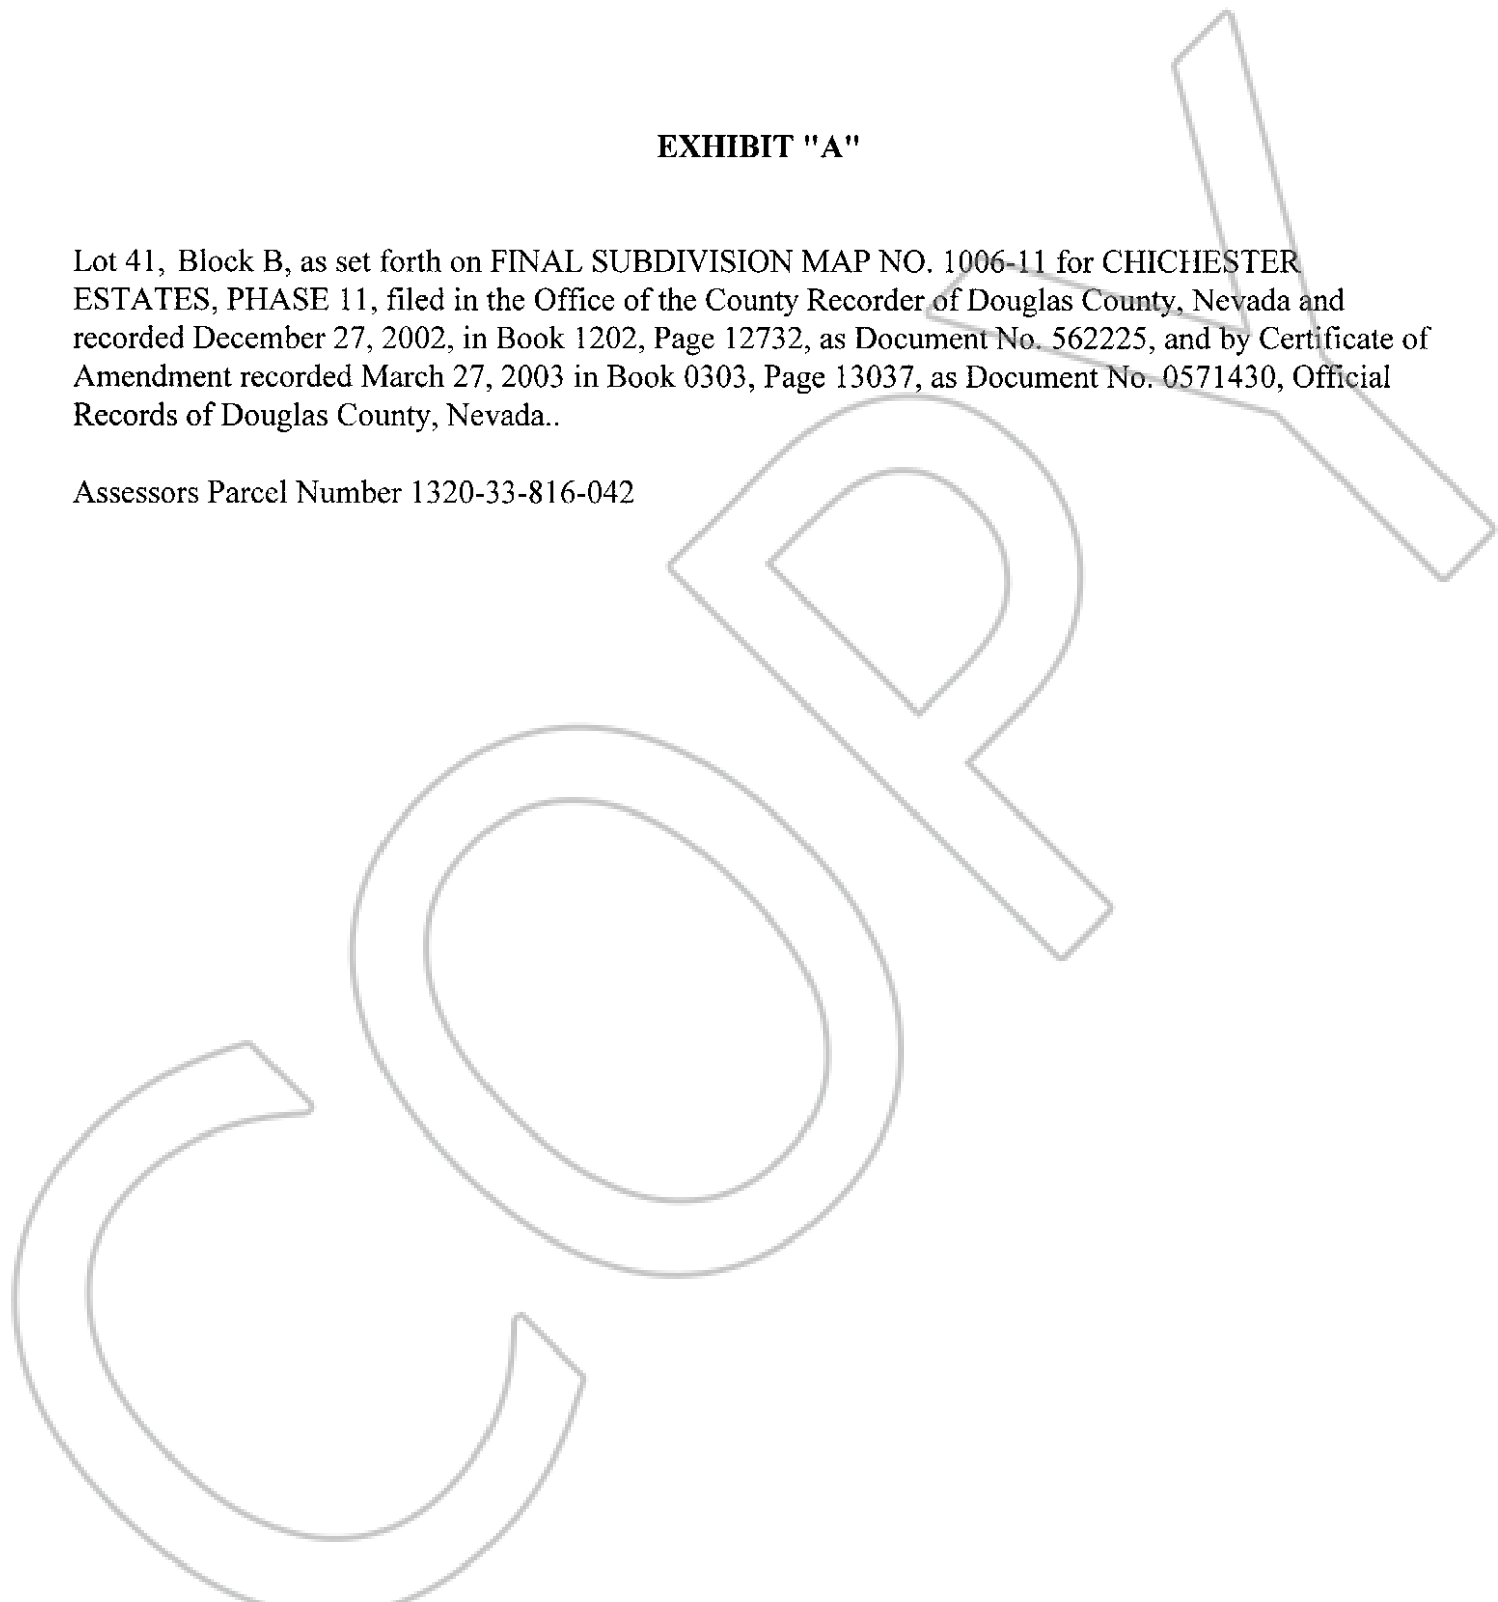 EXHIBIT "A"
Lot 41, Block B, as set forth on FINAL SUBDIVISION MAP NO. 1006-11 for CHICHESTER
ESTATES, PHASE 11, filed in the Office of the County Recorder of Douglas County, Nevada and
recorded December 27, 2002, in Book 1202, Page 12732, as Document No. 562225, and by Certificate of
Amendment recorded March 27, 2003 in Book 0303, Page 13037, as Document No. 0571430, Official
Records of Douglas County, Nevada..
Assessors Parcel Number 1320-33-816-042
COPY